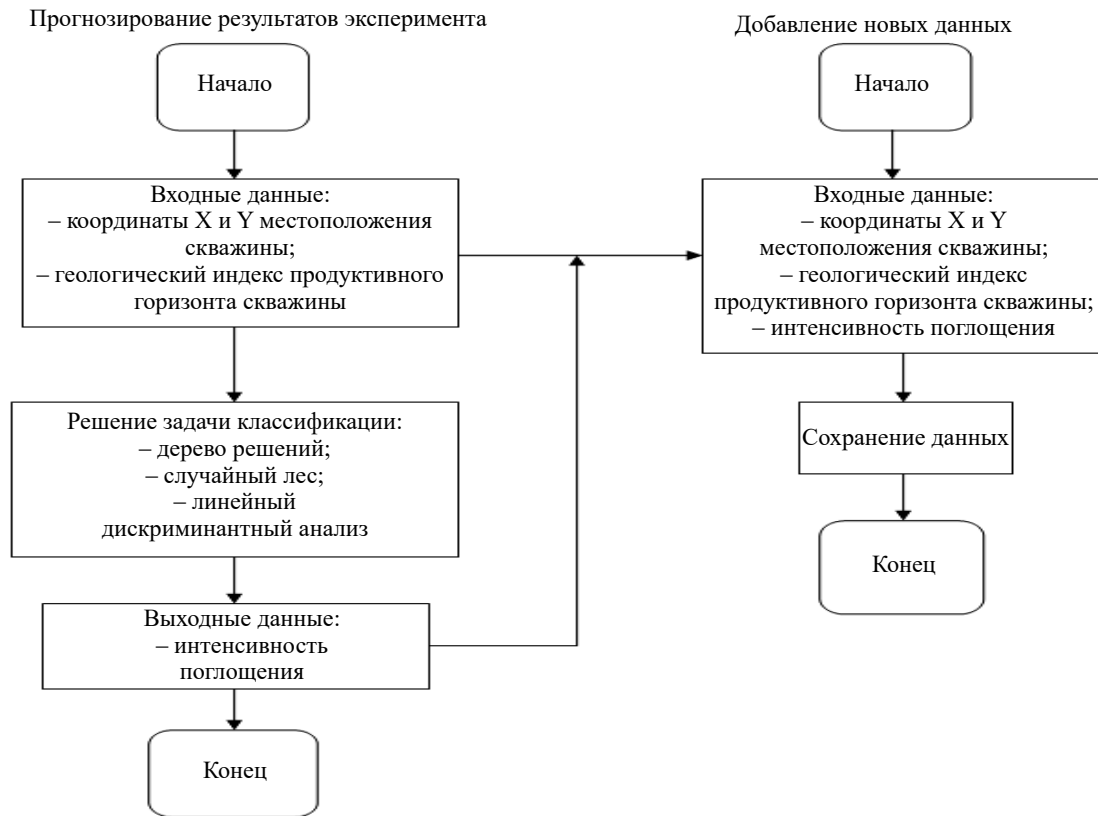 Прогнозирование результатов эксперимента
Начало
Входные данные:
– координаты X и Y местоположения
скважины;
– геологический индекс продуктивного
горизонта скважины
Решение задачи классификации:
– дерево решений;
– случайный лес;
– линейный
дискриминантный анализ
Выходные данные:
– интенсивность
поглощения
Конец
Добавление новых данных
Начало
Входные данные:
– координаты X и Y
местоположения скважины;
– геологический индекс
продуктивного горизонта скважины;
– интенсивность поглощения
Сохранение данных
Конец